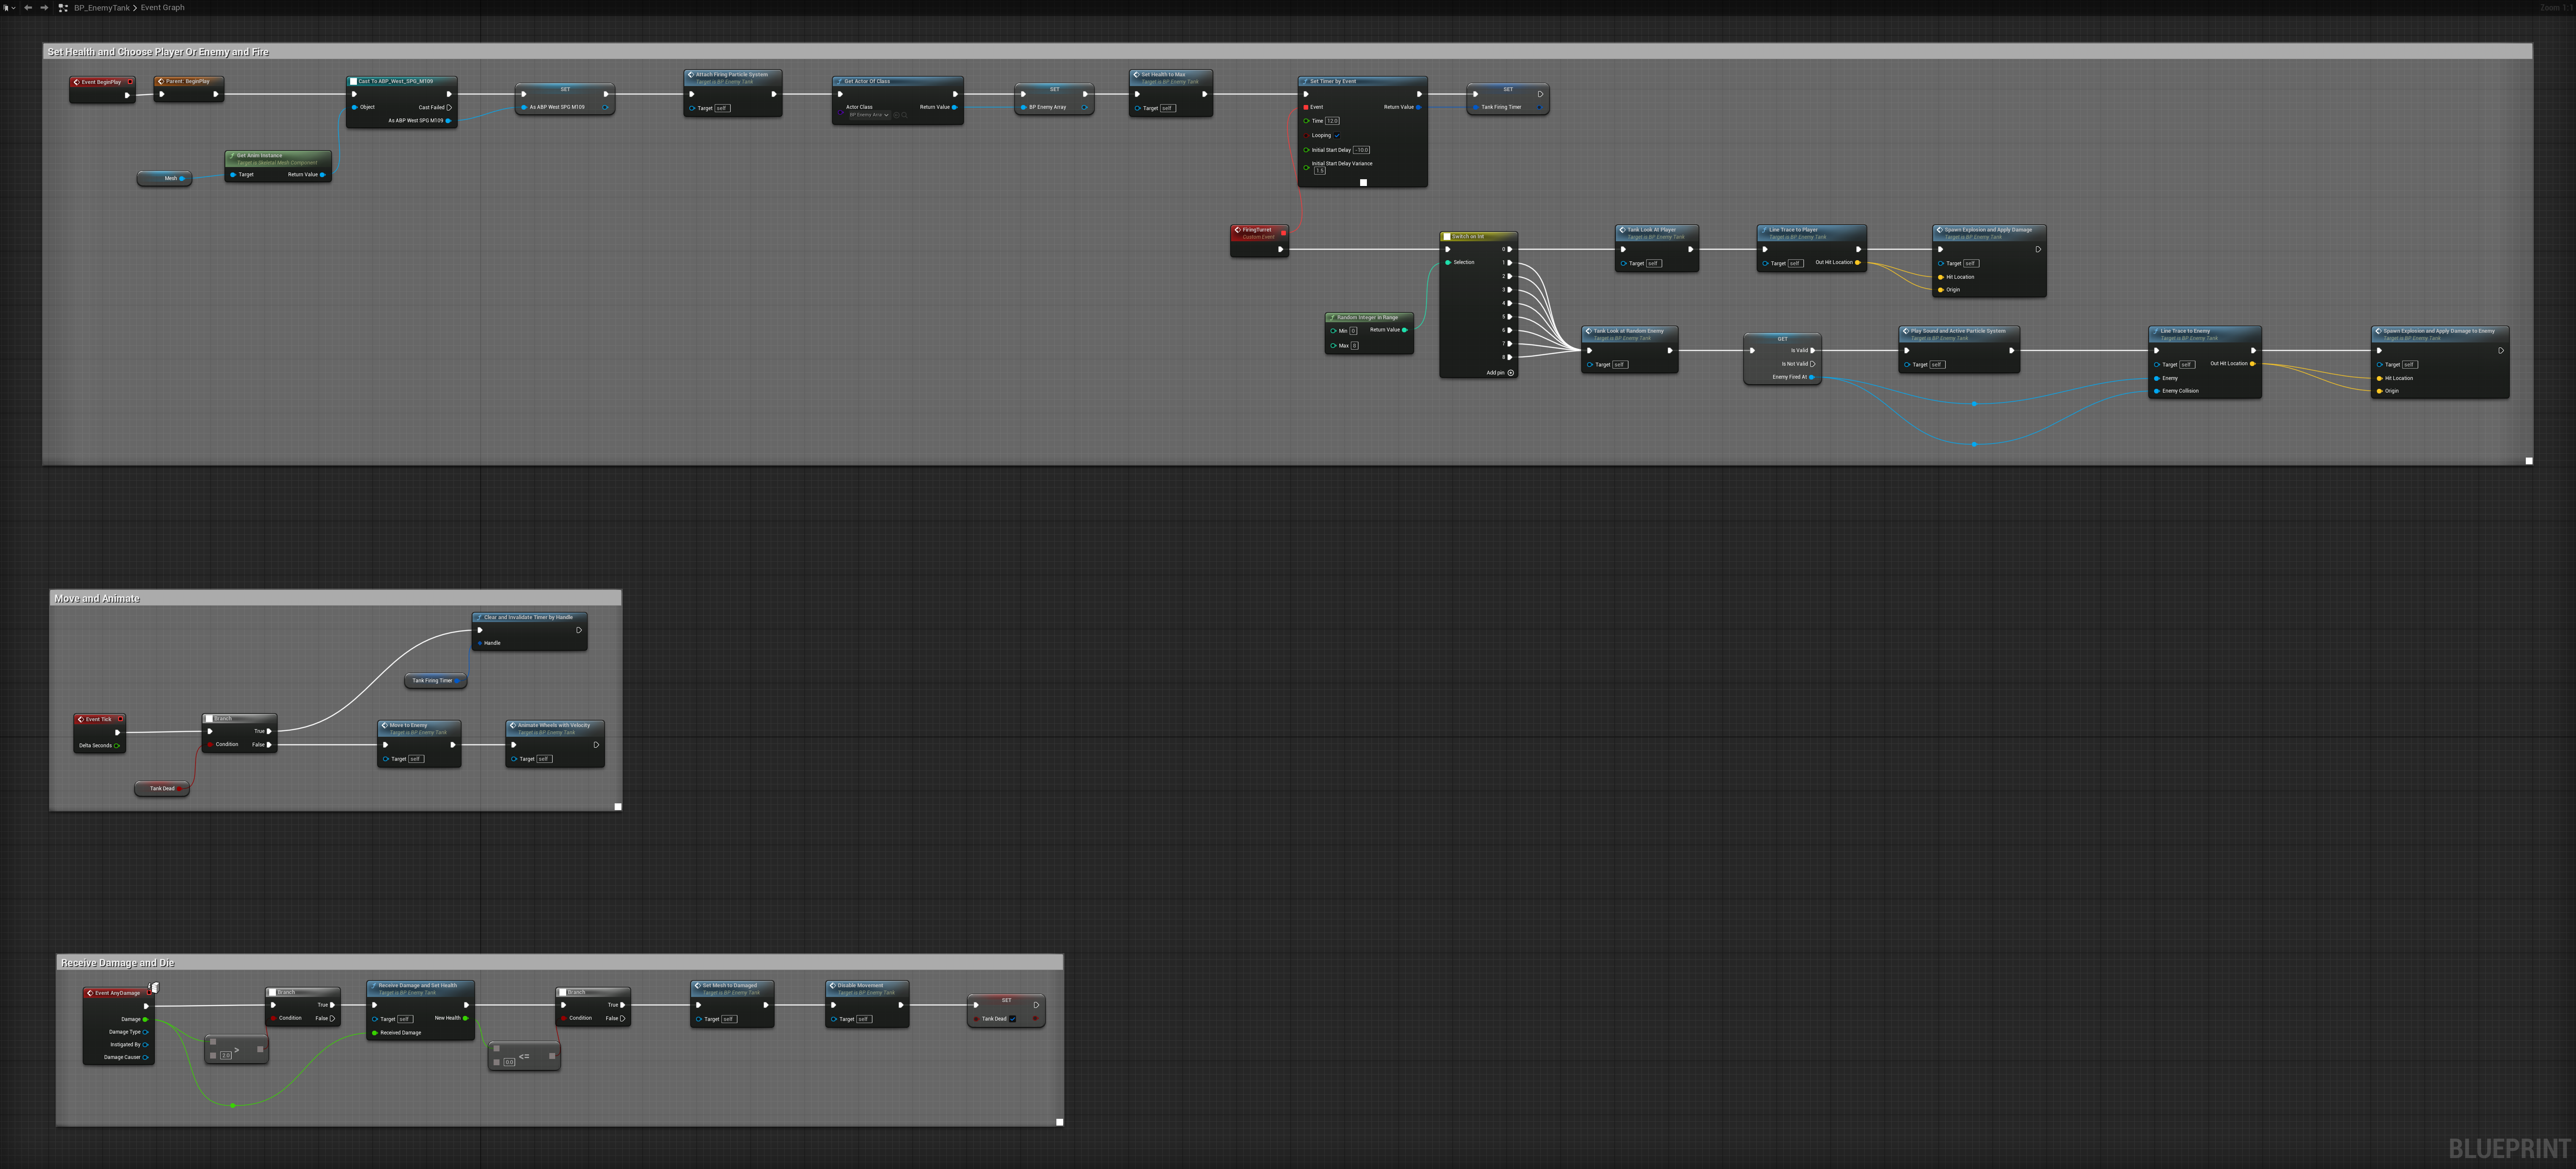 BP_EnemyTank > Event Graph
Zoom 1:1
Set Health and Choose Player Or Enemy and Fire
Event BeginPlay
Parent: BeginPlay
Cast To ABP_West_SPG_M109
Object
Cast Failed
As ABP West SPG M109
Mesh
Get Anim Instance
Target is Skeletal Mesh Component
Target
Return Value
SET
As ABP West SPG M109
Attach Firing Particle System
Target is BP Enemy Tank
Target self
Get Actor Of Class
Actor Class
Return Value
BP Enemy Arra
SET
BP Enemy Array
Set Health to Max
Target is BP Enemy Tank
Target self
Set Timer by Event
Event
Return Value
Time 12.0
Looping
Initial Start Delay -10.0
Initial Start Delay Variance
1.5
SET
Tank Firing Timer
FiringTurret
Custom Event
Random Integer in Range
Min 0
Return Value
Max 8
Switch on Int
Selection
0
1
2
3
4
5
6
7
8
Add pin
Tank Look At Player
Target is BP Enemy Tank
Target self
Line Trace to Player
Target is BP Enemy Tank
Target self
Out Hit Location
Spawn Explosion and Apply Damage
Target is BP Enemy Tank
Target self
Hit Location
Origin
Tank Look at Random Enemy
Target is BP Enemy Tank
Target self
GET
Is Valid
Is Not Valid
Enemy Fired At
Play Sound and Active Particle System
Target is BP Enemy Tank
Target self
Line Trace to Enemy
Target is BP Enemy Tank
Target self
Out Hit Location
Enemy
Enemy Collision
Spawn Explosion and Apply Damage to Enemy
Target is BP Enemy Tank
Target self
Hit Location
Origin
Move and Animate
Event Tick
Delta Seconds
Tank Dead
Branch
True
Condition
False
Clear and Invalidate Timer by Handle
Handle
Tank Firing Timer
Move to Enemy
Target is BP Enemy Tank
Target self
Animate Wheels with Velocity
Target is BP Enemy Tank
Target self
Receive Damage and Die
Event AnyDamage
Damage
Damage Type
Instigated By
Damage Causer
>
2.0
Branch
True
Condition
False
Receive Damage and Set Health
Target is BP Enemy Tank
Target self
New Health
Received Damage
<=
0.0
Branch
True
Condition
False
Set Mesh to Damaged
Target is BP Enemy Tank
Target self
Disable Movement
Target is BP Enemy Tank
Target self
SET
Tank Dead
BLUEPRINT